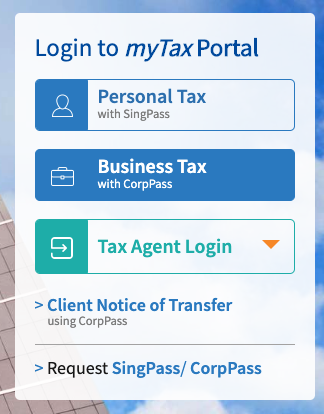 Login to myTax Portal
Personal Tax
with SingPass
Business Tax
with CorpPass
Tax Agent Login
> Client Notice of Transfer
using CorpPass
> Request SingPass/ CorpPass